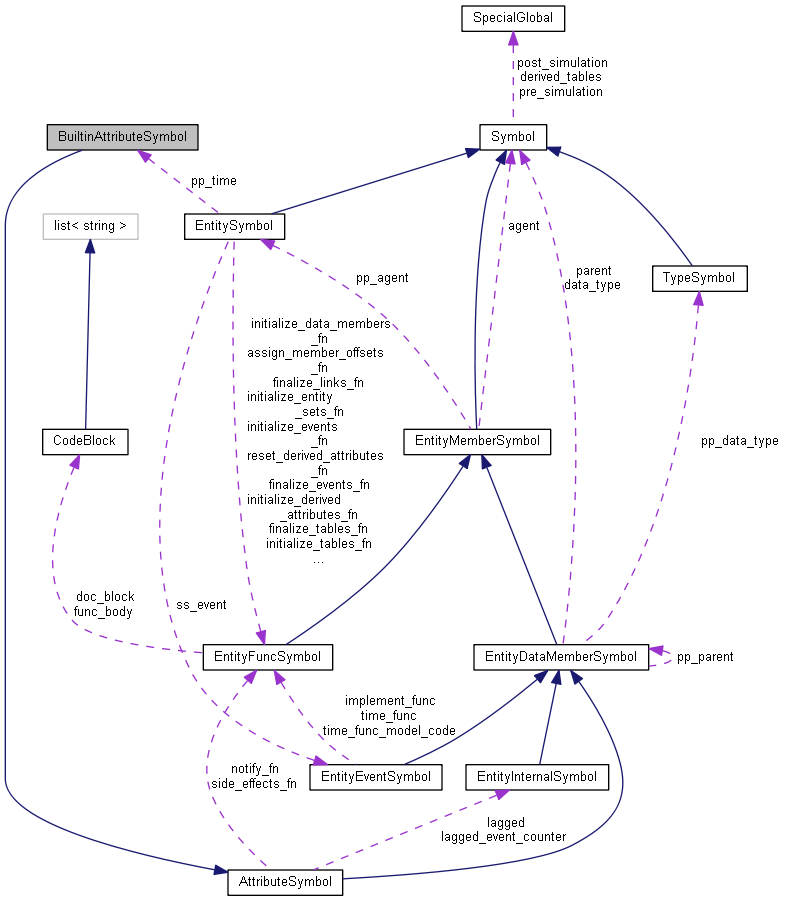 SpecialGlobal
post_simulation
derived_tables
pre_simulation
BuiltinAttributeSymbol
Symbol
pp_time
list< string >
EntitySymbol
agent
TypeSymbol
pp_agent
parent
data_type
initialize_data_members
_fn
assign_member_offsets
_fn
finalize_links_fn
initialize_entity
_sets_fn
initialize_events
_fn
reset_derived_attributes
_fn
finalize_events_fn
initialize_derived
_attributes_fn
finalize_tables_fn
initialize_tables_fn
...
CodeBlock
EntityMemberSymbol
pp_data_type
doc_block
func_body
ss_event
EntityFuncSymbol
EntityDataMemberSymbol
pp_parent
implement_func
time_func
time_func_model_code
notify_fn
side_effects_fn
EntityEventSymbol
EntityInternalSymbol
lagged
lagged_event_counter
AttributeSymbol